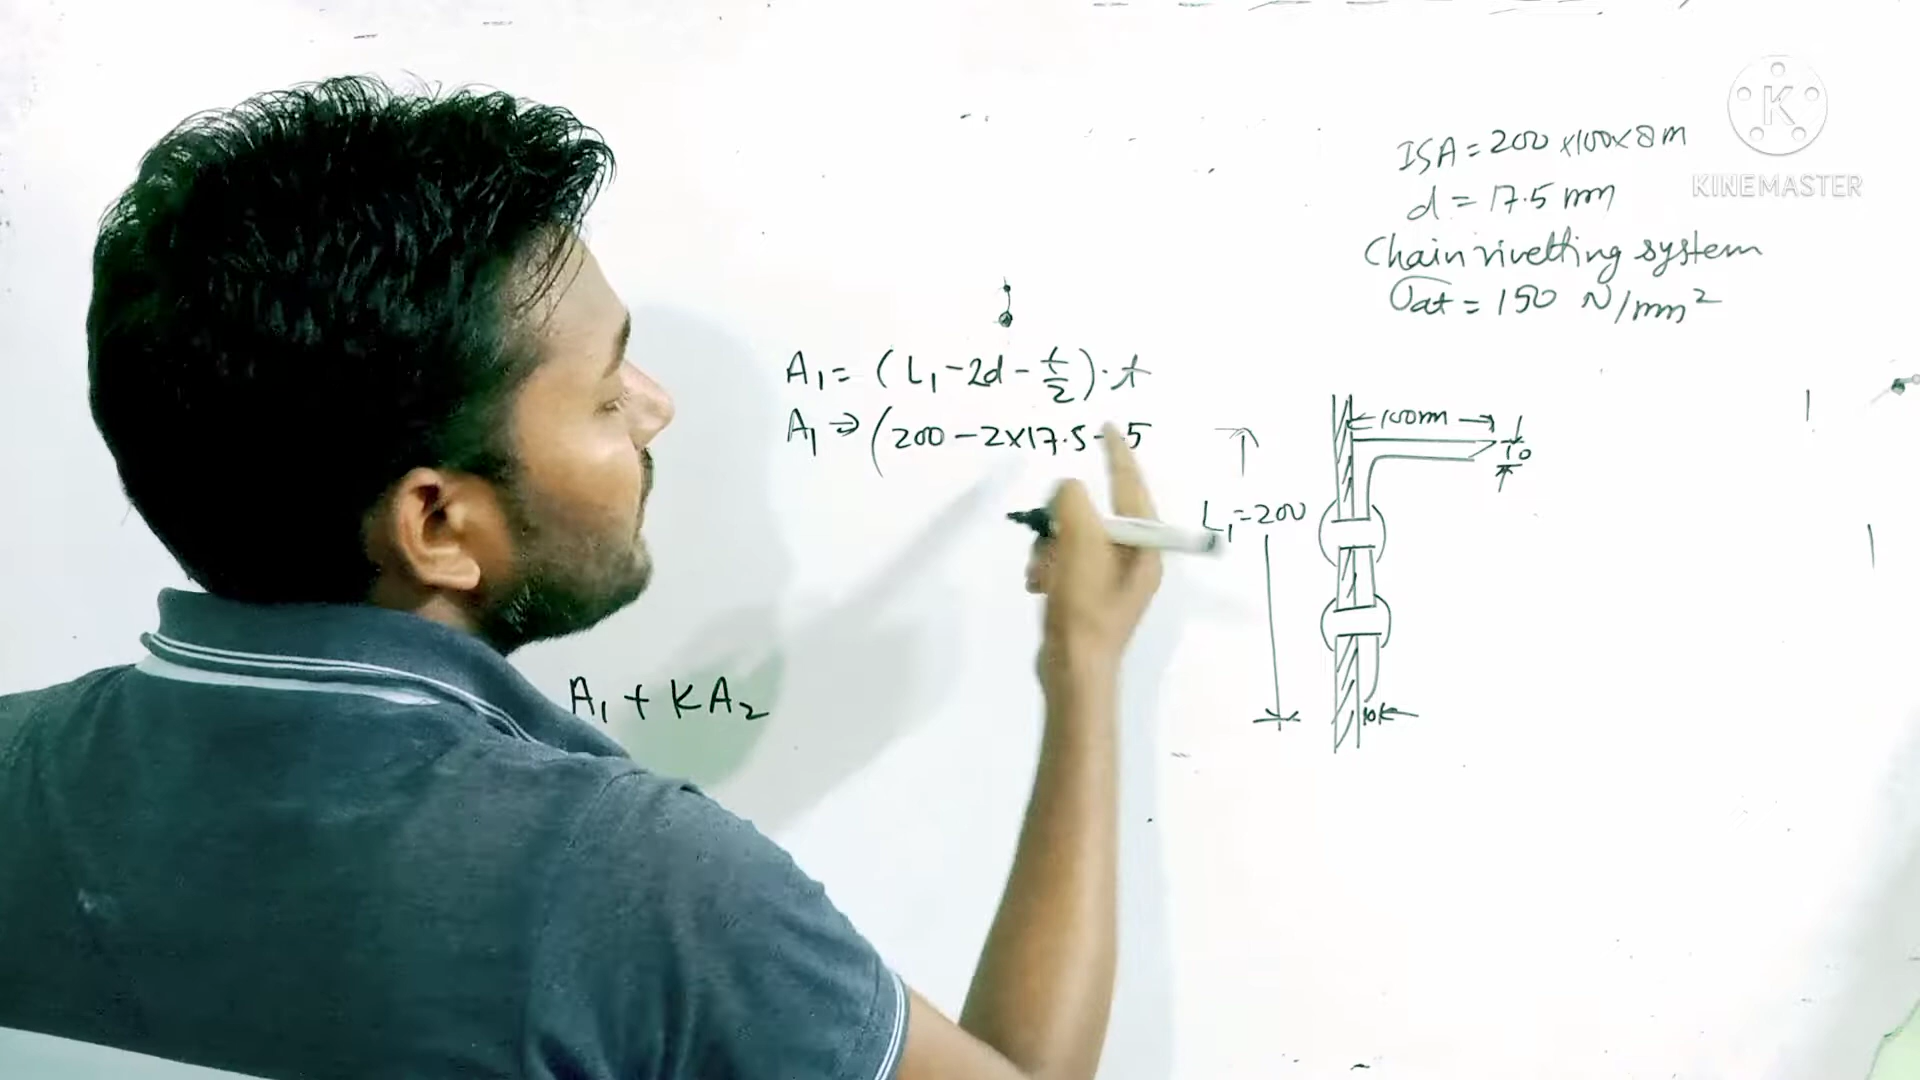 ISA = 200 x100x8m
K
KINEMASTER
d = 17.5 mm
Chain rivetting system
σat = 150 N/mm²
A₁ = (L₁ - 2d - t/2) · t
A₁ ⇒ (200 - 2x17.5 - 5
100mm
10
L₁=200
A₁ + KA₂
10